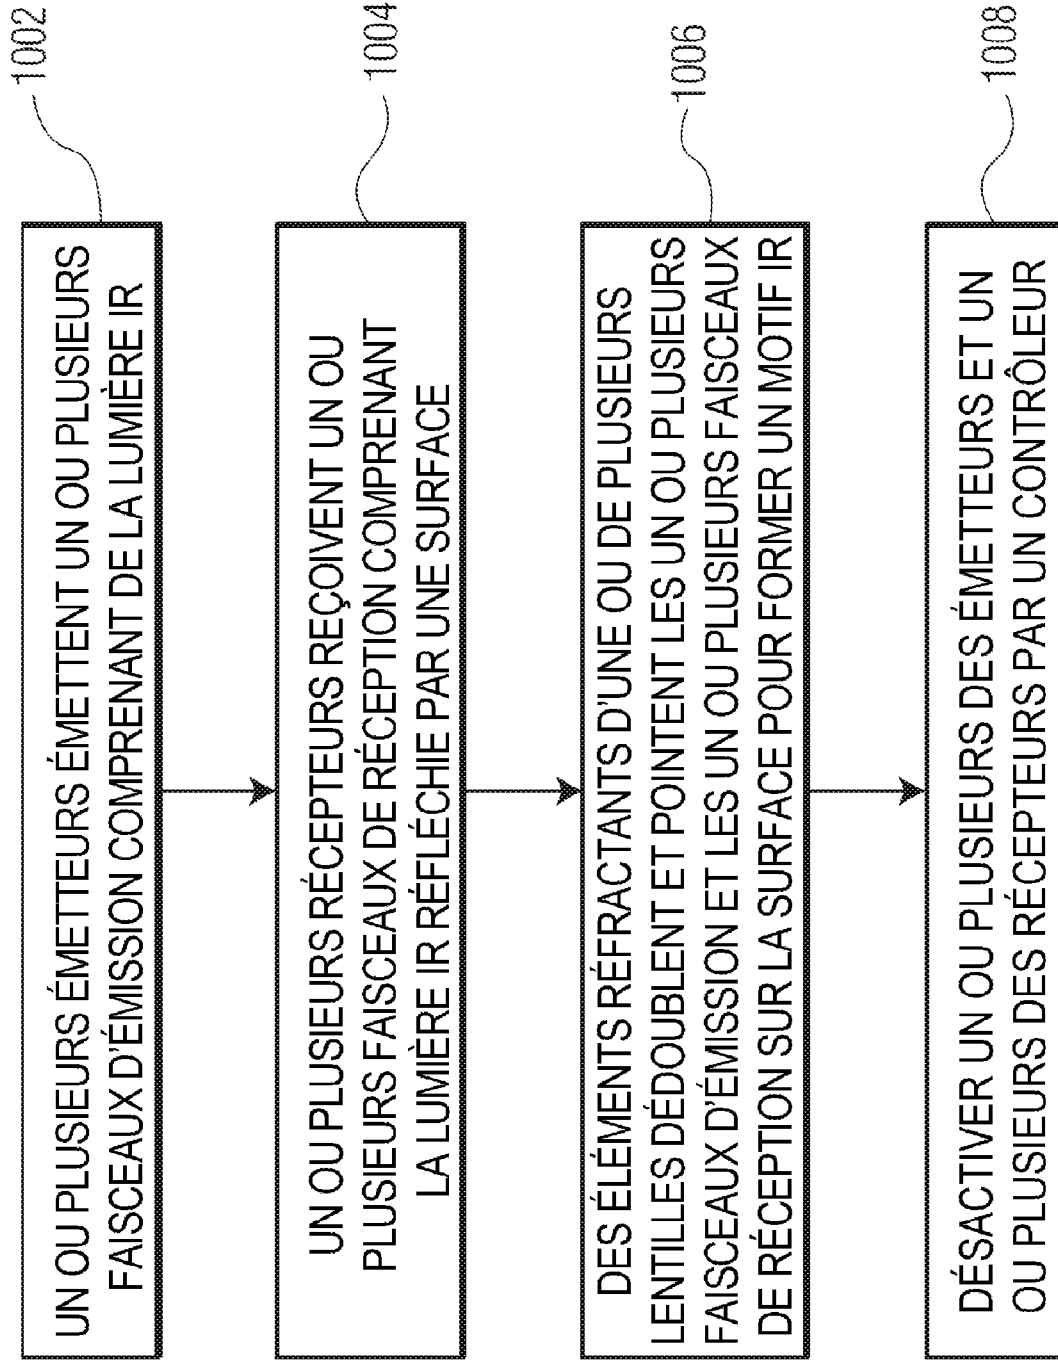 1002
UN OU PLUSIEURS ÉMETTEURS ÉMETTENT UN OU PLUSIEURS
FAISCEAUX D'ÉMISSION COMPRENANT DE LA LUMIÈRE IR
1004
UN OU PLUSIEURS RÉCEPTEURS REÇOIVENT UN OU
PLUSIEURS FAISCEAUX DE RÉCEPTION COMPRENANT
LA LUMIÈRE IR RÉFLÉCHIE PAR UNE SURFACE
1006
DES ÉLÉMENTS RÉFRACTANTS D'UNE OU DE PLUSIEURS
LENTILLES DÉDOUBLENT ET POINTENT LES UN OU PLUSIEURS
FAISCEAUX D'ÉMISSION ET LES UN OU PLUSIEURS FAISCEAUX
DE RÉCEPTION SUR LA SURFACE POUR FORMER UN MOTIF IR
1008
DÉSACTIVER UN OU PLUSIEURS DES ÉMETTEURS ET UN
OU PLUSIEURS DES RÉCEPTEURS PAR UN CONTRÔLEUR